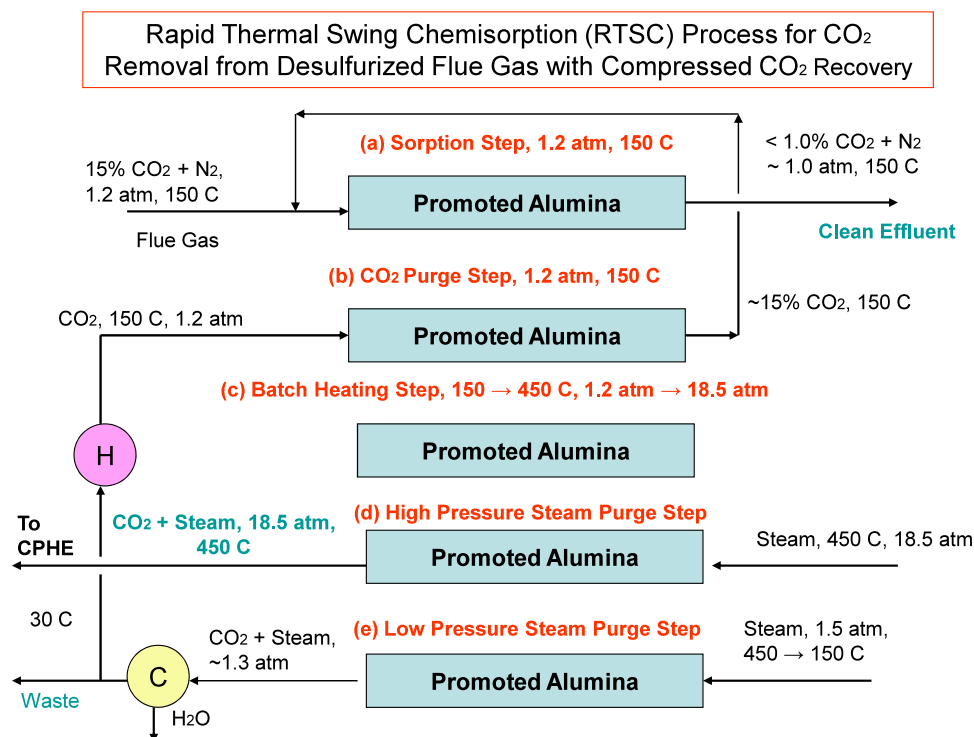 Rapid Thermal Swing Chemisorption (RTSC) Process for CO₂
Removal from Desulfurized Flue Gas with Compressed CO₂ Recovery
(a) Sorption Step, 1.2 atm, 150 C
15% CO₂ + N₂,
1.2 atm, 150 C
Flue Gas
Promoted Alumina
< 1.0% CO₂ + N₂
~ 1.0 atm, 150 C
Clean Effluent
(b) CO₂ Purge Step, 1.2 atm, 150 C
CO₂, 150 C, 1.2 atm
Promoted Alumina
~15% CO₂, 150 C
(c) Batch Heating Step, 150 → 450 C, 1.2 atm → 18.5 atm
H
Promoted Alumina
To
CPHE
CO₂ + Steam, 18.5 atm,
450 C
(d) High Pressure Steam Purge Step
Promoted Alumina
Steam, 450 C, 18.5 atm
30 C
CO₂ + Steam,
~1.3 atm
(e) Low Pressure Steam Purge Step
Steam, 1.5 atm,
450 → 150 C
C
Promoted Alumina
Waste
H₂O